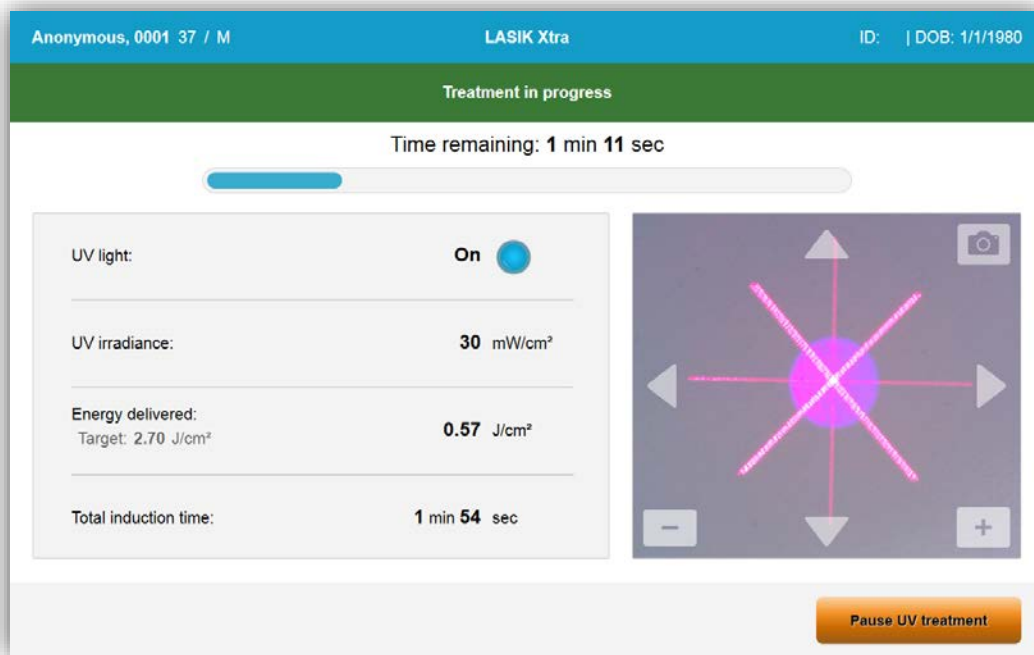 Anonymous, 0001 37 / M LASIK Xtra ID: | DOB: 1/1/1980
Treatment in progress
Time remaining: 1 min 11 sec
UV light: On
UV irradiance: 30 mW/cm²
Energy delivered:
Target: 2.70 J/cm² 0.57 J/cm²
Total induction time: 1 min 54 sec
Pause UV treatment